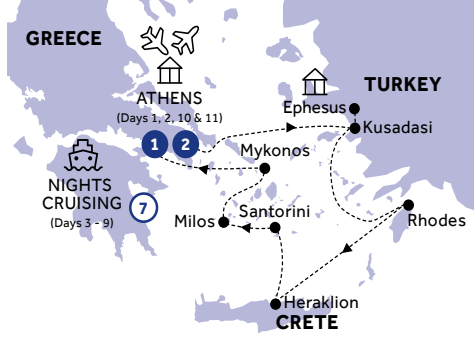 GREECE
TURKEY
ATHENS
(Days 1, 2, 10 & 11)
1
2
Ephesus
Kusadasi
Mykonos
NIGHTS
CRUISING
(Days 3 - 9)
7
Milos
Santorini
Rhodes
Heraklion
CRETE